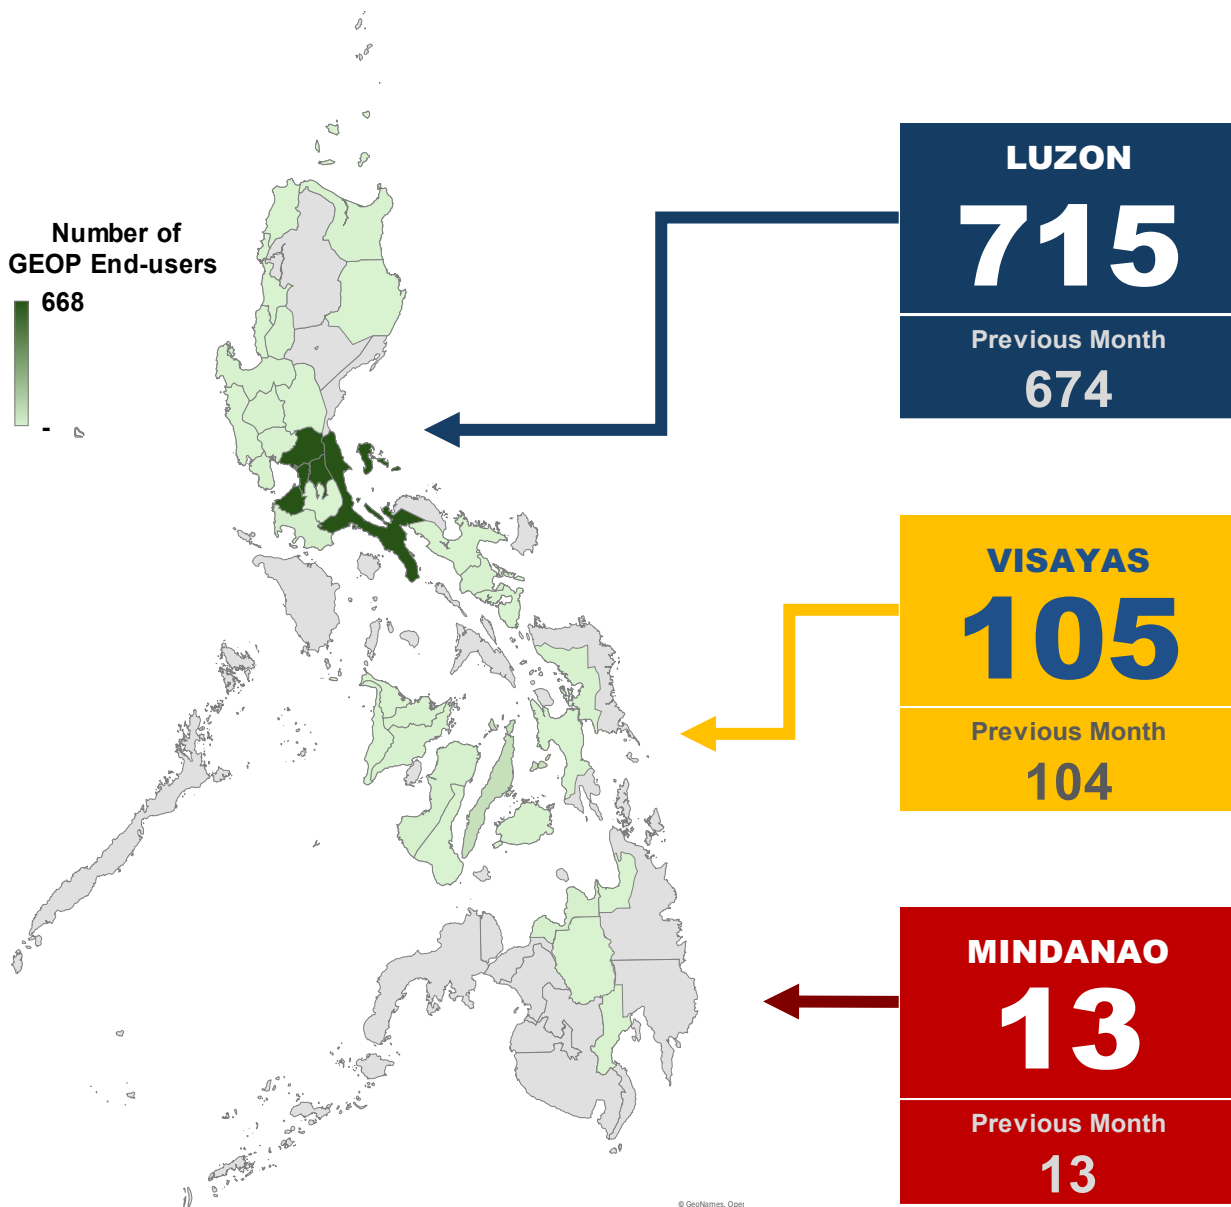 Number of
GEOP End-users
668
-
LUZON
715
Previous Month
674
VISAYAS
105
Previous Month
104
MINDANAO
13
Previous Month
13
© GeoNames, Oper